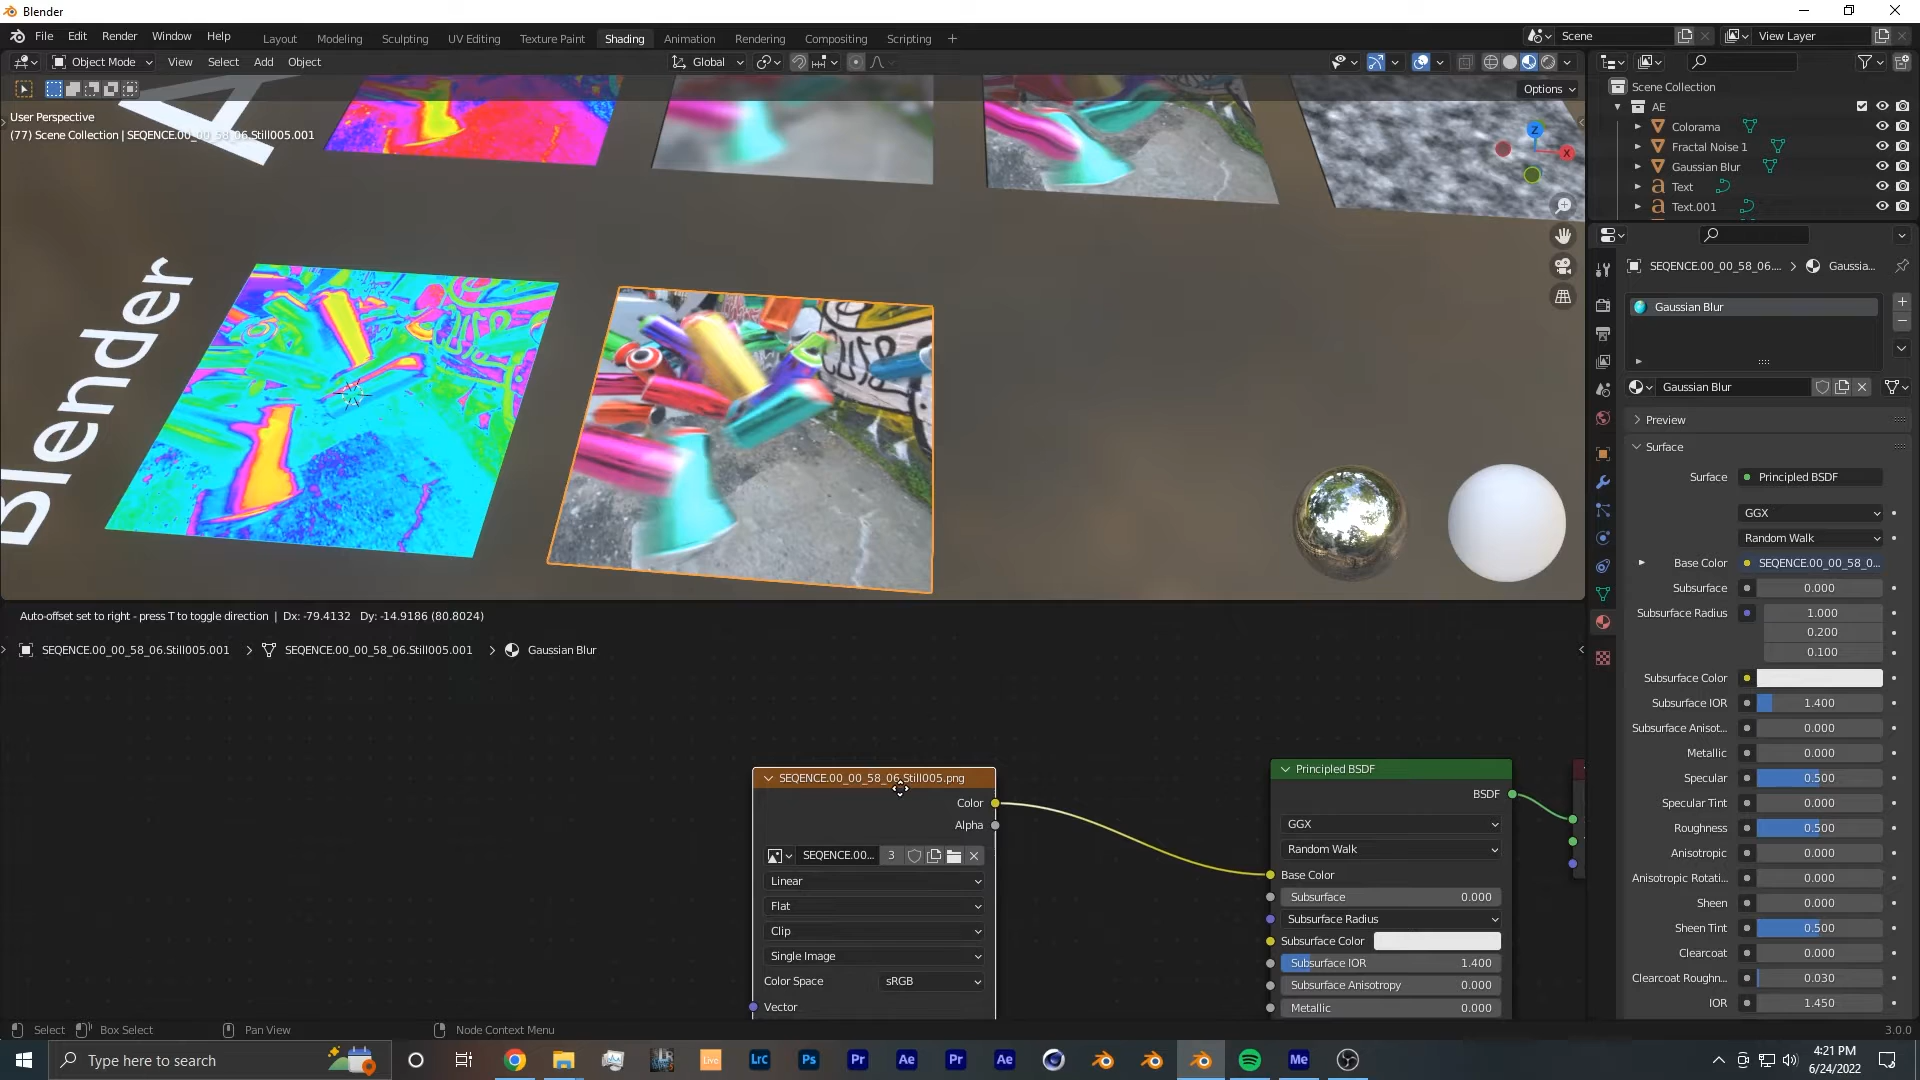 Blender
File Edit Render Window Help
Layout Modeling Sculpting UV Editing Texture Paint Shading Animation Rendering Compositing Scripting
Scene
View Layer
Object Mode View Select Add Object
Global
Options
User Perspective
(77) Scene Collection | SEQENCE.00_00_58_06.Still005.001
Z
X
A
Blender
Auto-offset set to right - press T to toggle direction | Dx: -79.4132 Dy: -14.9186 (80.8024)
SEQENCE.00_00_58_06.Still005.001 > SEQENCE.00_00_58_06.Still005.001 > Gaussian Blur
SEQENCE.00_00_58_06.Still005.png
Color
Alpha
SEQENCE.00... 3
Linear
Flat
Clip
Single Image
Color Space sRGB
Vector
Principled BSDF
BSDF
GGX
Random Walk
Base Color
Subsurface 0.000
Subsurface Radius
Subsurface Color
Subsurface IOR 1.400
Subsurface Anisotropy 0.000
Metallic 0.000
Scene Collection
AE
Colorama
Fractal Noise 1
Gaussian Blur
Text
Text.001
SEQENCE.00_00_58_06.... > Gaussia...
Gaussian Blur
Gaussian Blur
Preview
Surface
Surface Principled BSDF
GGX
Random Walk
Base Color SEQENCE.00_00_58_0...
Subsurface 0.000
Subsurface Radius 1.000
0.200
0.100
Subsurface Color
Subsurface IOR 1.400
Subsurface Anisot... 0.000
Metallic 0.000
Specular 0.500
Specular Tint 0.000
Roughness 0.500
Anisotropic 0.000
Anisotropic Rotati... 0.000
Sheen 0.000
Sheen Tint 0.500
Clearcoat 0.000
Clearcoat Roughn... 0.030
IOR 1.450
Select Box Select Pan View Node Context Menu 3.0.0
Type here to search
Live Lrc Ps Pr Ae Pr Ae Me
4:21 PM
6/24/2022